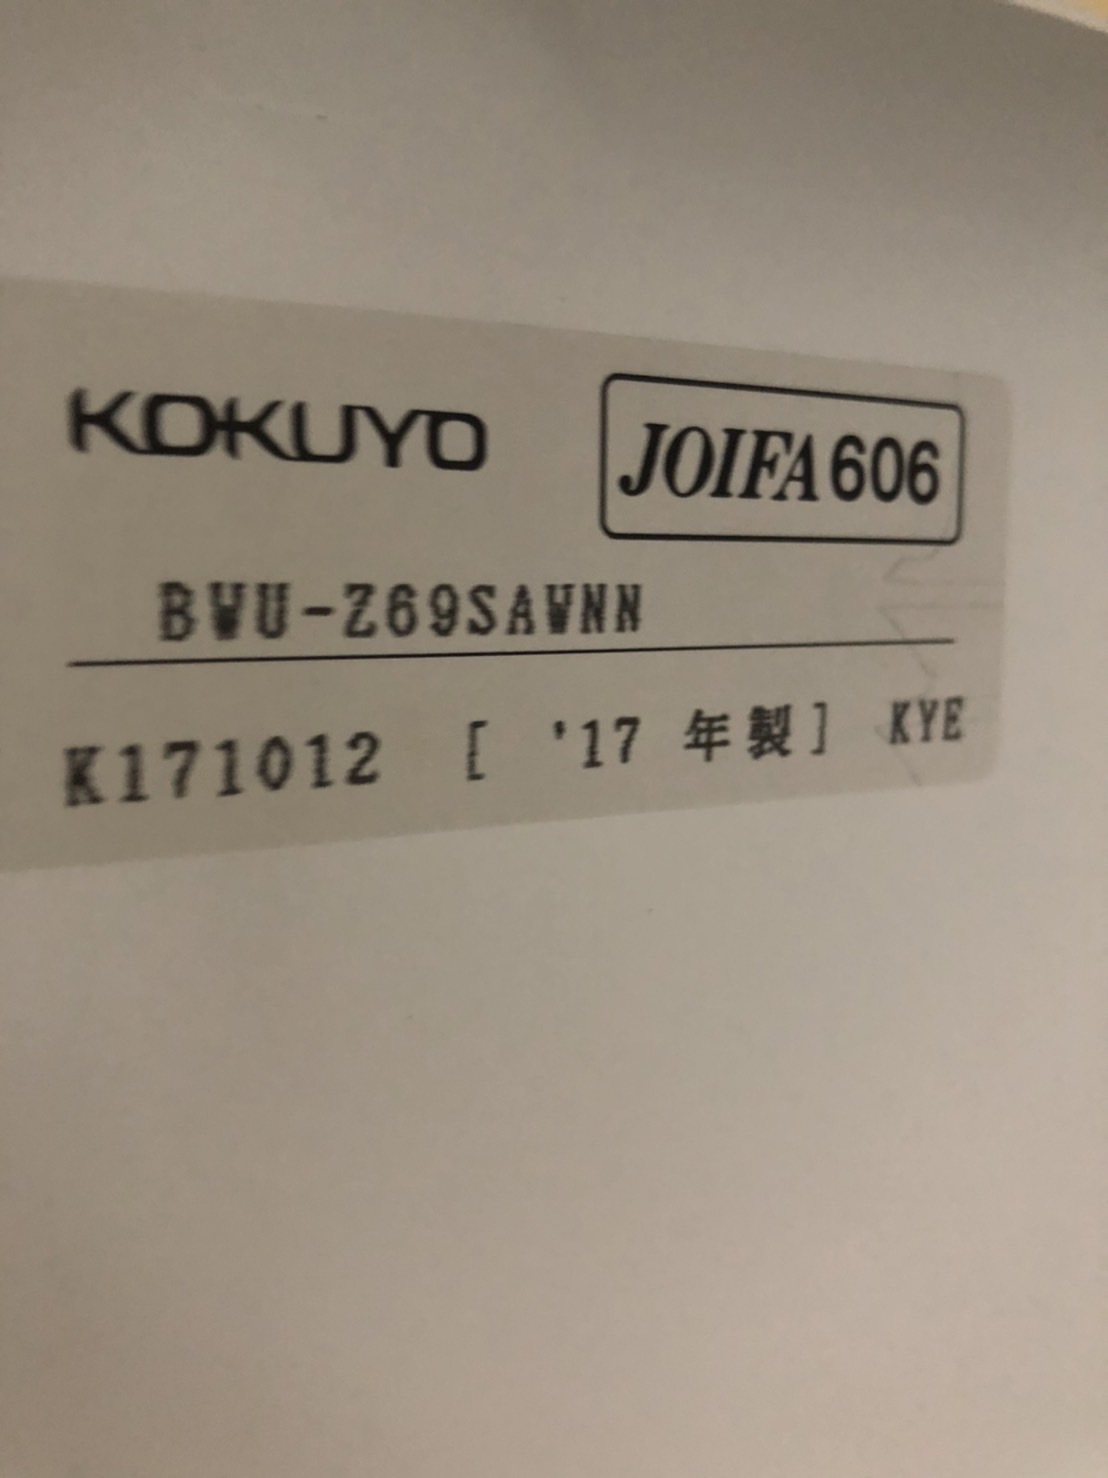 KOKUYO JOIFA606
BWU-Z69SAWNN
K171012 [ '17 年製] KYE